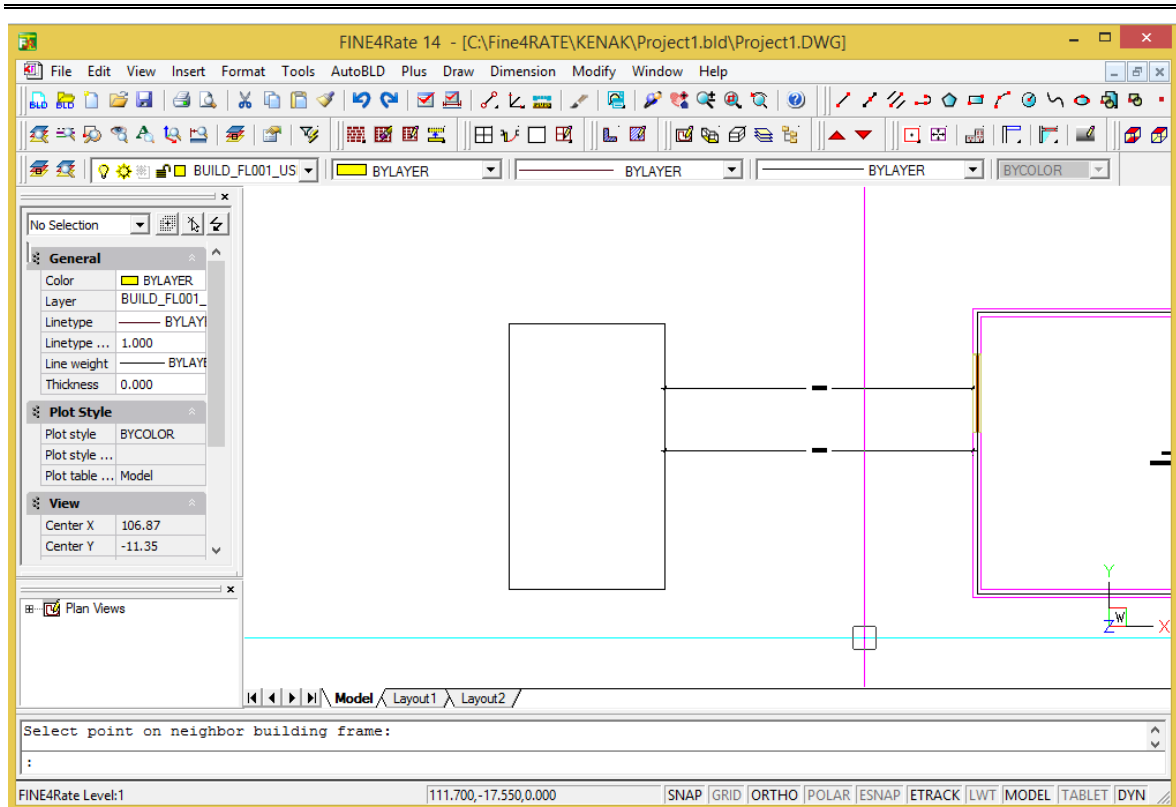 FINE4Rate 14 - [C:\Fine4RATE\KENAK\Project1.bld\Project1.DWG]
File Edit View Insert Format Tools AutoBLD Plus Draw Dimension Modify Window Help
BLD BLD
BUILD_FL001_US BYLAYER BYLAYER BYLAYER BYCOLOR
No Selection
General
Color BYLAYER
Layer BUILD_FL001_
Linetype BYLAYI
Linetype ... 1.000
Line weight BYLAYE
Thickness 0.000
Plot Style
Plot style BYCOLOR
Plot style ...
Plot table ... Model
View
Center X 106.87
Center Y -11.35
Plan Views
Y
W
Z X
Model Layout1 Layout2
Select point on neighbor building frame:
:
FINE4Rate Level:1 111.700,-17.550,0.000 SNAP GRID ORTHO POLAR ESNAP ETRACK LWT MODEL TABLET DYN